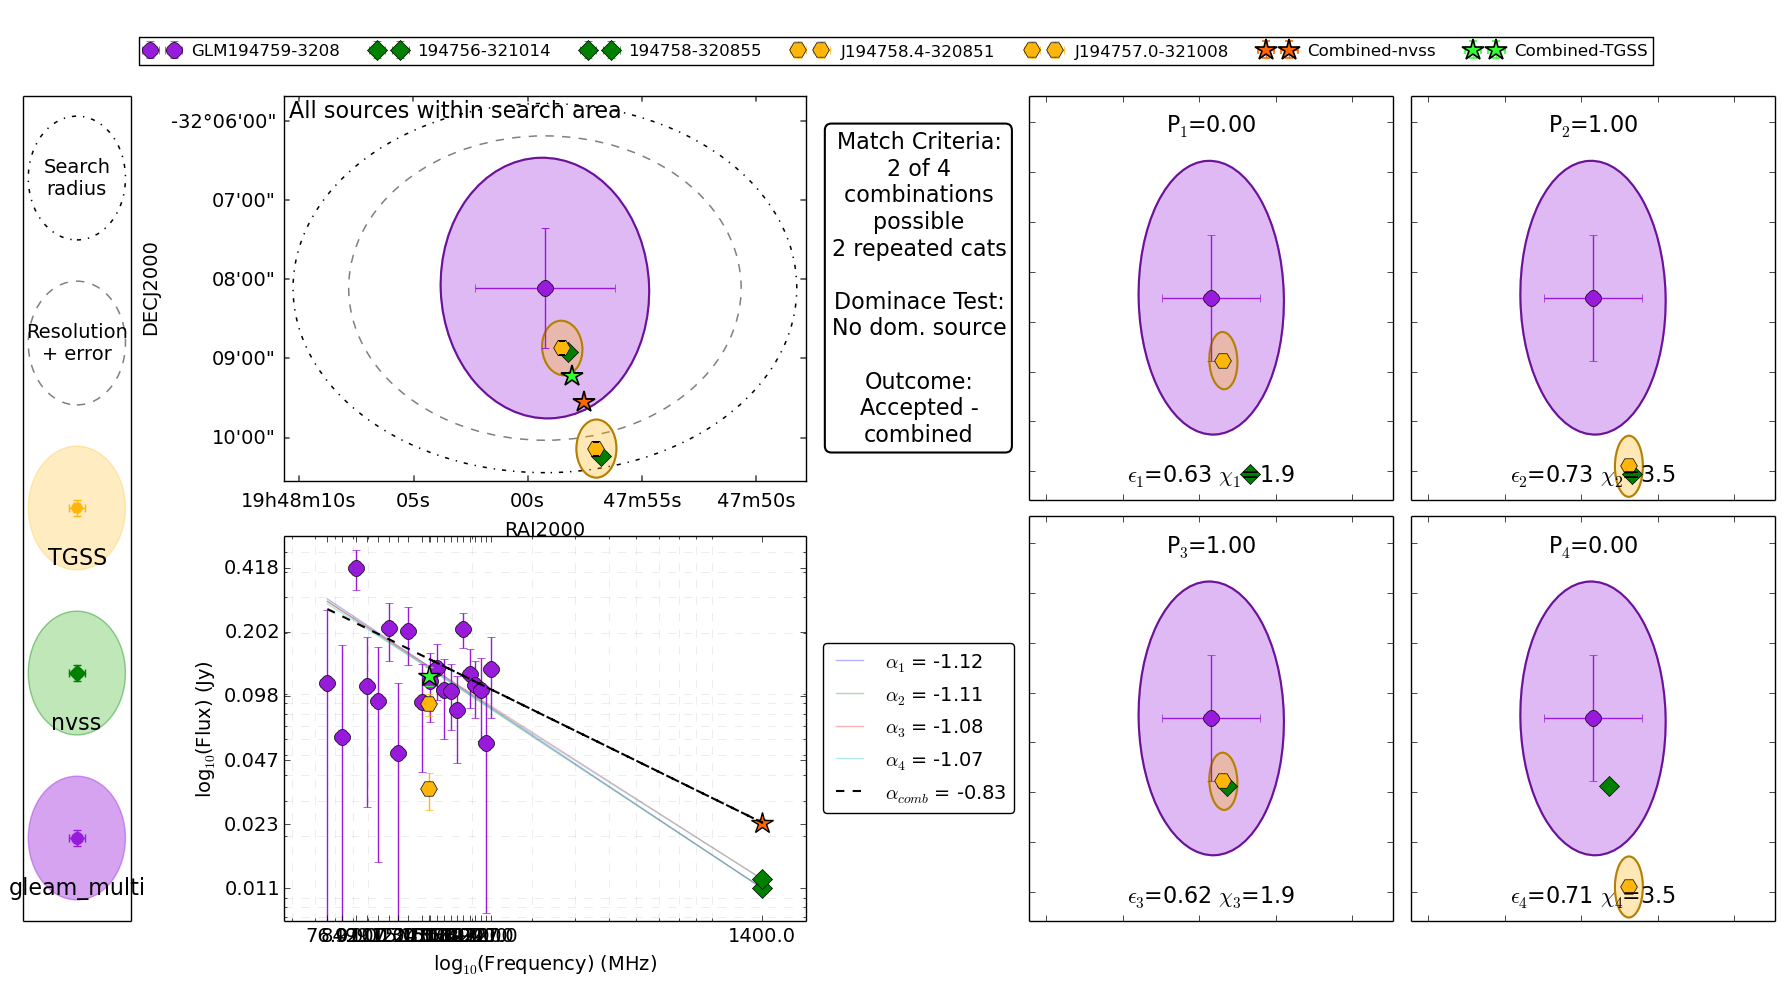 GLM194759-3208 194756-321014 194758-320855 J194758.4-320851 J194757.0-321008 Combined-nvss Combined-TGSS
Search
radius
Resolution
+ error
TGSS
nvss
gleam_multi
All sources within search area
DECJ2000
-32°06'00"
07'00"
08'00"
09'00"
10'00"
19h48m10s 05s 00s 47m55s 47m50s
RAJ2000
Match Criteria:
2 of 4
combinations
possible
2 repeated cats
Dominace Test:
No dom. source
Outcome:
Accepted -
combined
P1=0.00
ϵ1=0.63 χ1=1.9
P2=1.00
ϵ2=0.73 χ2=3.5
P3=1.00
ϵ3=0.62 χ3=1.9
P4=0.00
ϵ4=0.71 χ4=3.5
log10(Flux) (Jy)
0.418
0.202
0.098
0.047
0.023
0.011
1400.0
log10(Frequency) (MHz)
α1 = -1.12
α2 = -1.11
α3 = -1.08
α4 = -1.07
αcomb = -0.83